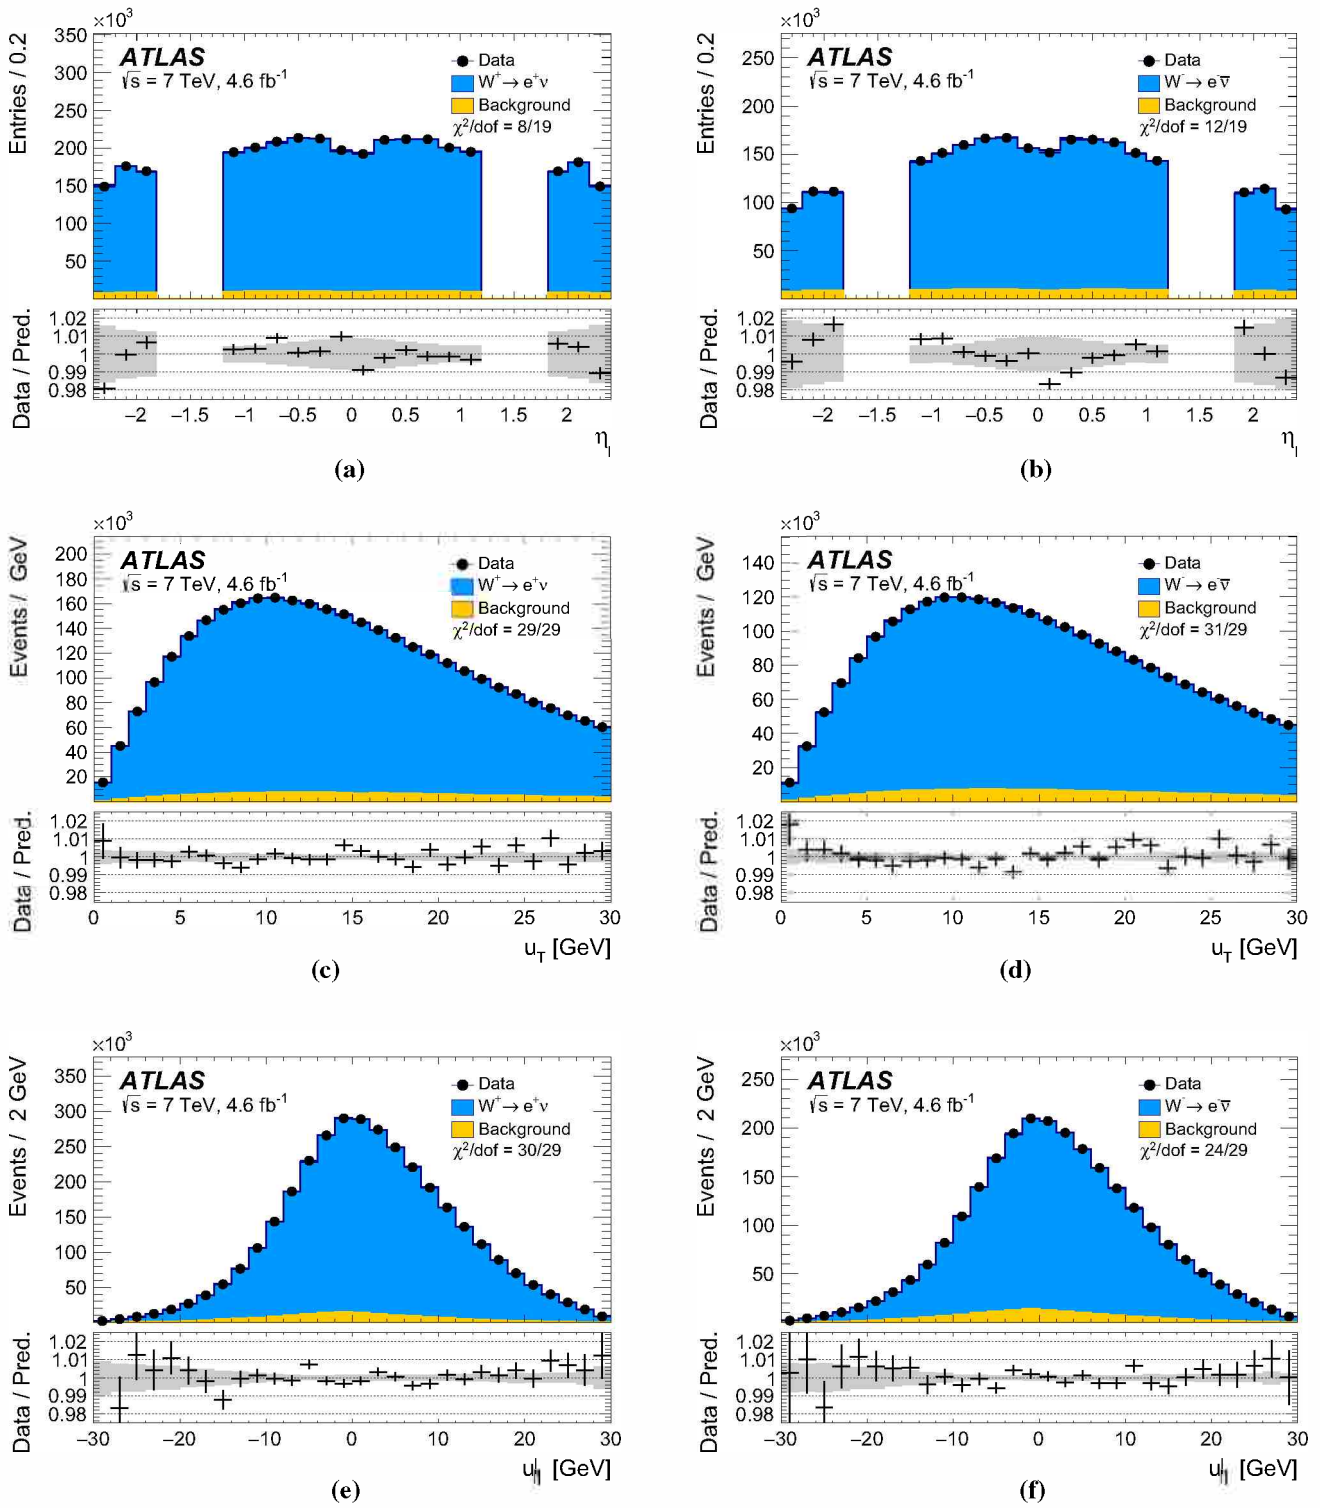 ×10³
Entries / 0.2
350
300
250
200
150
100
50
ATLAS
√s = 7 TeV, 4.6 fb⁻¹
Data
W⁺→ e⁺ν
Background
χ²/dof = 8/19
Data / Pred.
1.02
1.01
1
0.99
0.98
−2 −1.5 −1 −0.5 0 0.5 1 1.5 2
ηl
(a)
×10³
Entries / 0.2
250
200
150
100
50
ATLAS
√s = 7 TeV, 4.6 fb⁻¹
Data
W⁻→ e⁻ν̅
Background
χ²/dof = 12/19
Data / Pred.
1.02
1.01
1
0.99
0.98
−2 −1.5 −1 −0.5 0 0.5 1 1.5 2
ηl
(b)
×10³
Events / GeV
200
180
160
140
120
100
80
60
40
20
ATLAS
√s = 7 TeV, 4.6 fb⁻¹
Data
W⁺→ e⁺ν
Background
χ²/dof = 29/29
Data / Pred.
1.02
1.01
1
0.99
0.98
0 5 10 15 20 25 30
uT [GeV]
(c)
×10³
Events / GeV
140
120
100
80
60
40
20
ATLAS
√s = 7 TeV, 4.6 fb⁻¹
Data
W⁻→ e⁻ν̅
Background
χ²/dof = 31/29
Data / Pred.
1.02
1.01
1
0.99
0.98
0 5 10 15 20 25 30
uT [GeV]
(d)
×10³
Events / 2 GeV
350
300
250
200
150
100
50
ATLAS
√s = 7 TeV, 4.6 fb⁻¹
Data
W⁺→ e⁺ν
Background
χ²/dof = 30/29
Data / Pred.
1.02
1.01
1
0.99
0.98
−30 −20 −10 0 10 20 30
u∥ˡ [GeV]
(e)
×10³
Events / 2 GeV
250
200
150
100
50
ATLAS
√s = 7 TeV, 4.6 fb⁻¹
Data
W⁻→ e⁻ν̅
Background
χ²/dof = 24/29
Data / Pred.
1.02
1.01
1
0.99
0.98
−30 −20 −10 0 10 20 30
u∥ˡ [GeV]
(f)